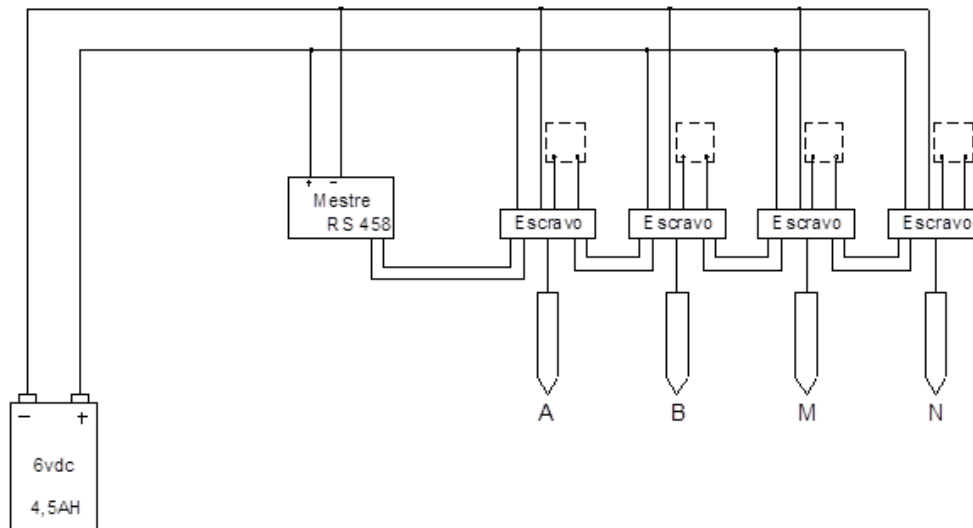 + −
Mestre
RS 458
Escravo Escravo Escravo Escravo
A B M N
− +
6vdc
4,5AH